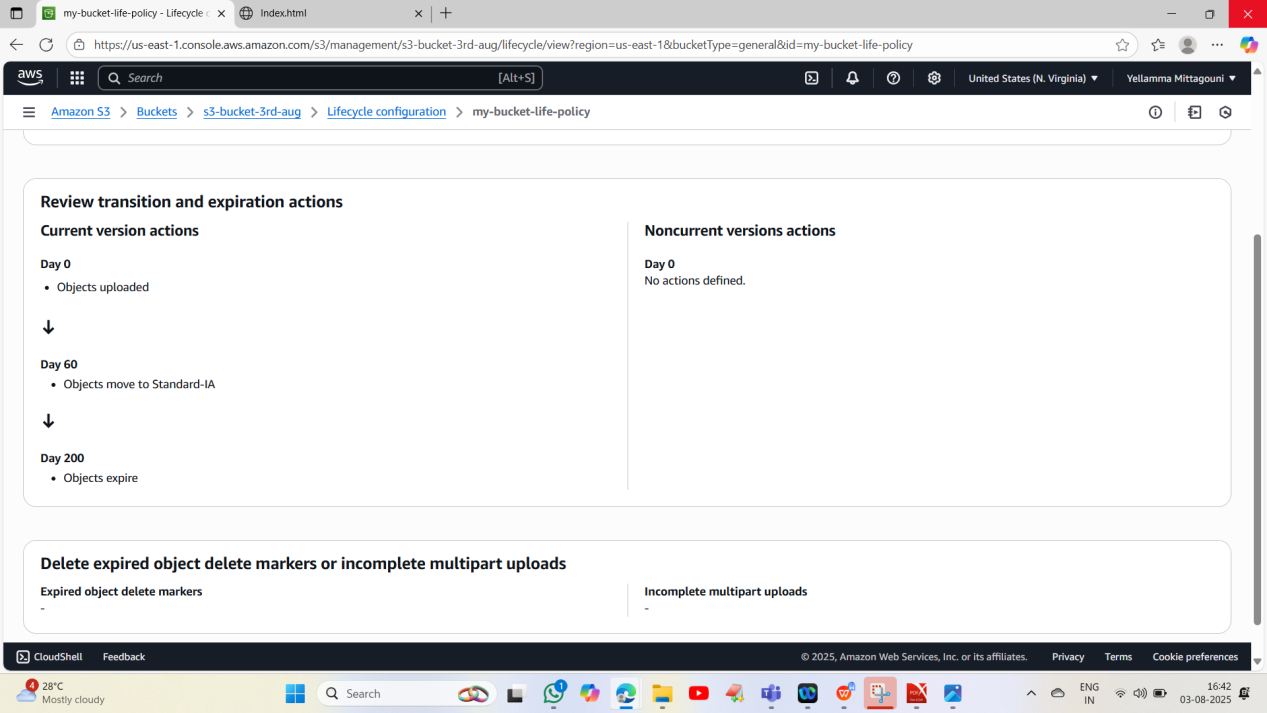 my-bucket-life-policy - Lifecycle c
Index.html
https://us-east-1.console.aws.amazon.com/s3/management/s3-bucket-3rd-aug/lifecycle/view?region=us-east-1&bucketType=general&id=my-bucket-life-policy
aws
Search [Alt+S]
United States (N. Virginia)
Yellamma Mittagouni
Amazon S3 > Buckets > s3-bucket-3rd-aug > Lifecycle configuration > my-bucket-life-policy
Review transition and expiration actions
Current version actions
Day 0
• Objects uploaded
↓
Day 60
• Objects move to Standard-IA
↓
Day 200
• Objects expire
Noncurrent versions actions
Day 0
No actions defined.
Delete expired object delete markers or incomplete multipart uploads
Expired object delete markers
-
Incomplete multipart uploads
-
CloudShell
Feedback
© 2025, Amazon Web Services, Inc. or its affiliates.
Privacy
Terms
Cookie preferences
4
28°C
Mostly cloudy
Search
1
ENG
IN
16:42
03-08-2025